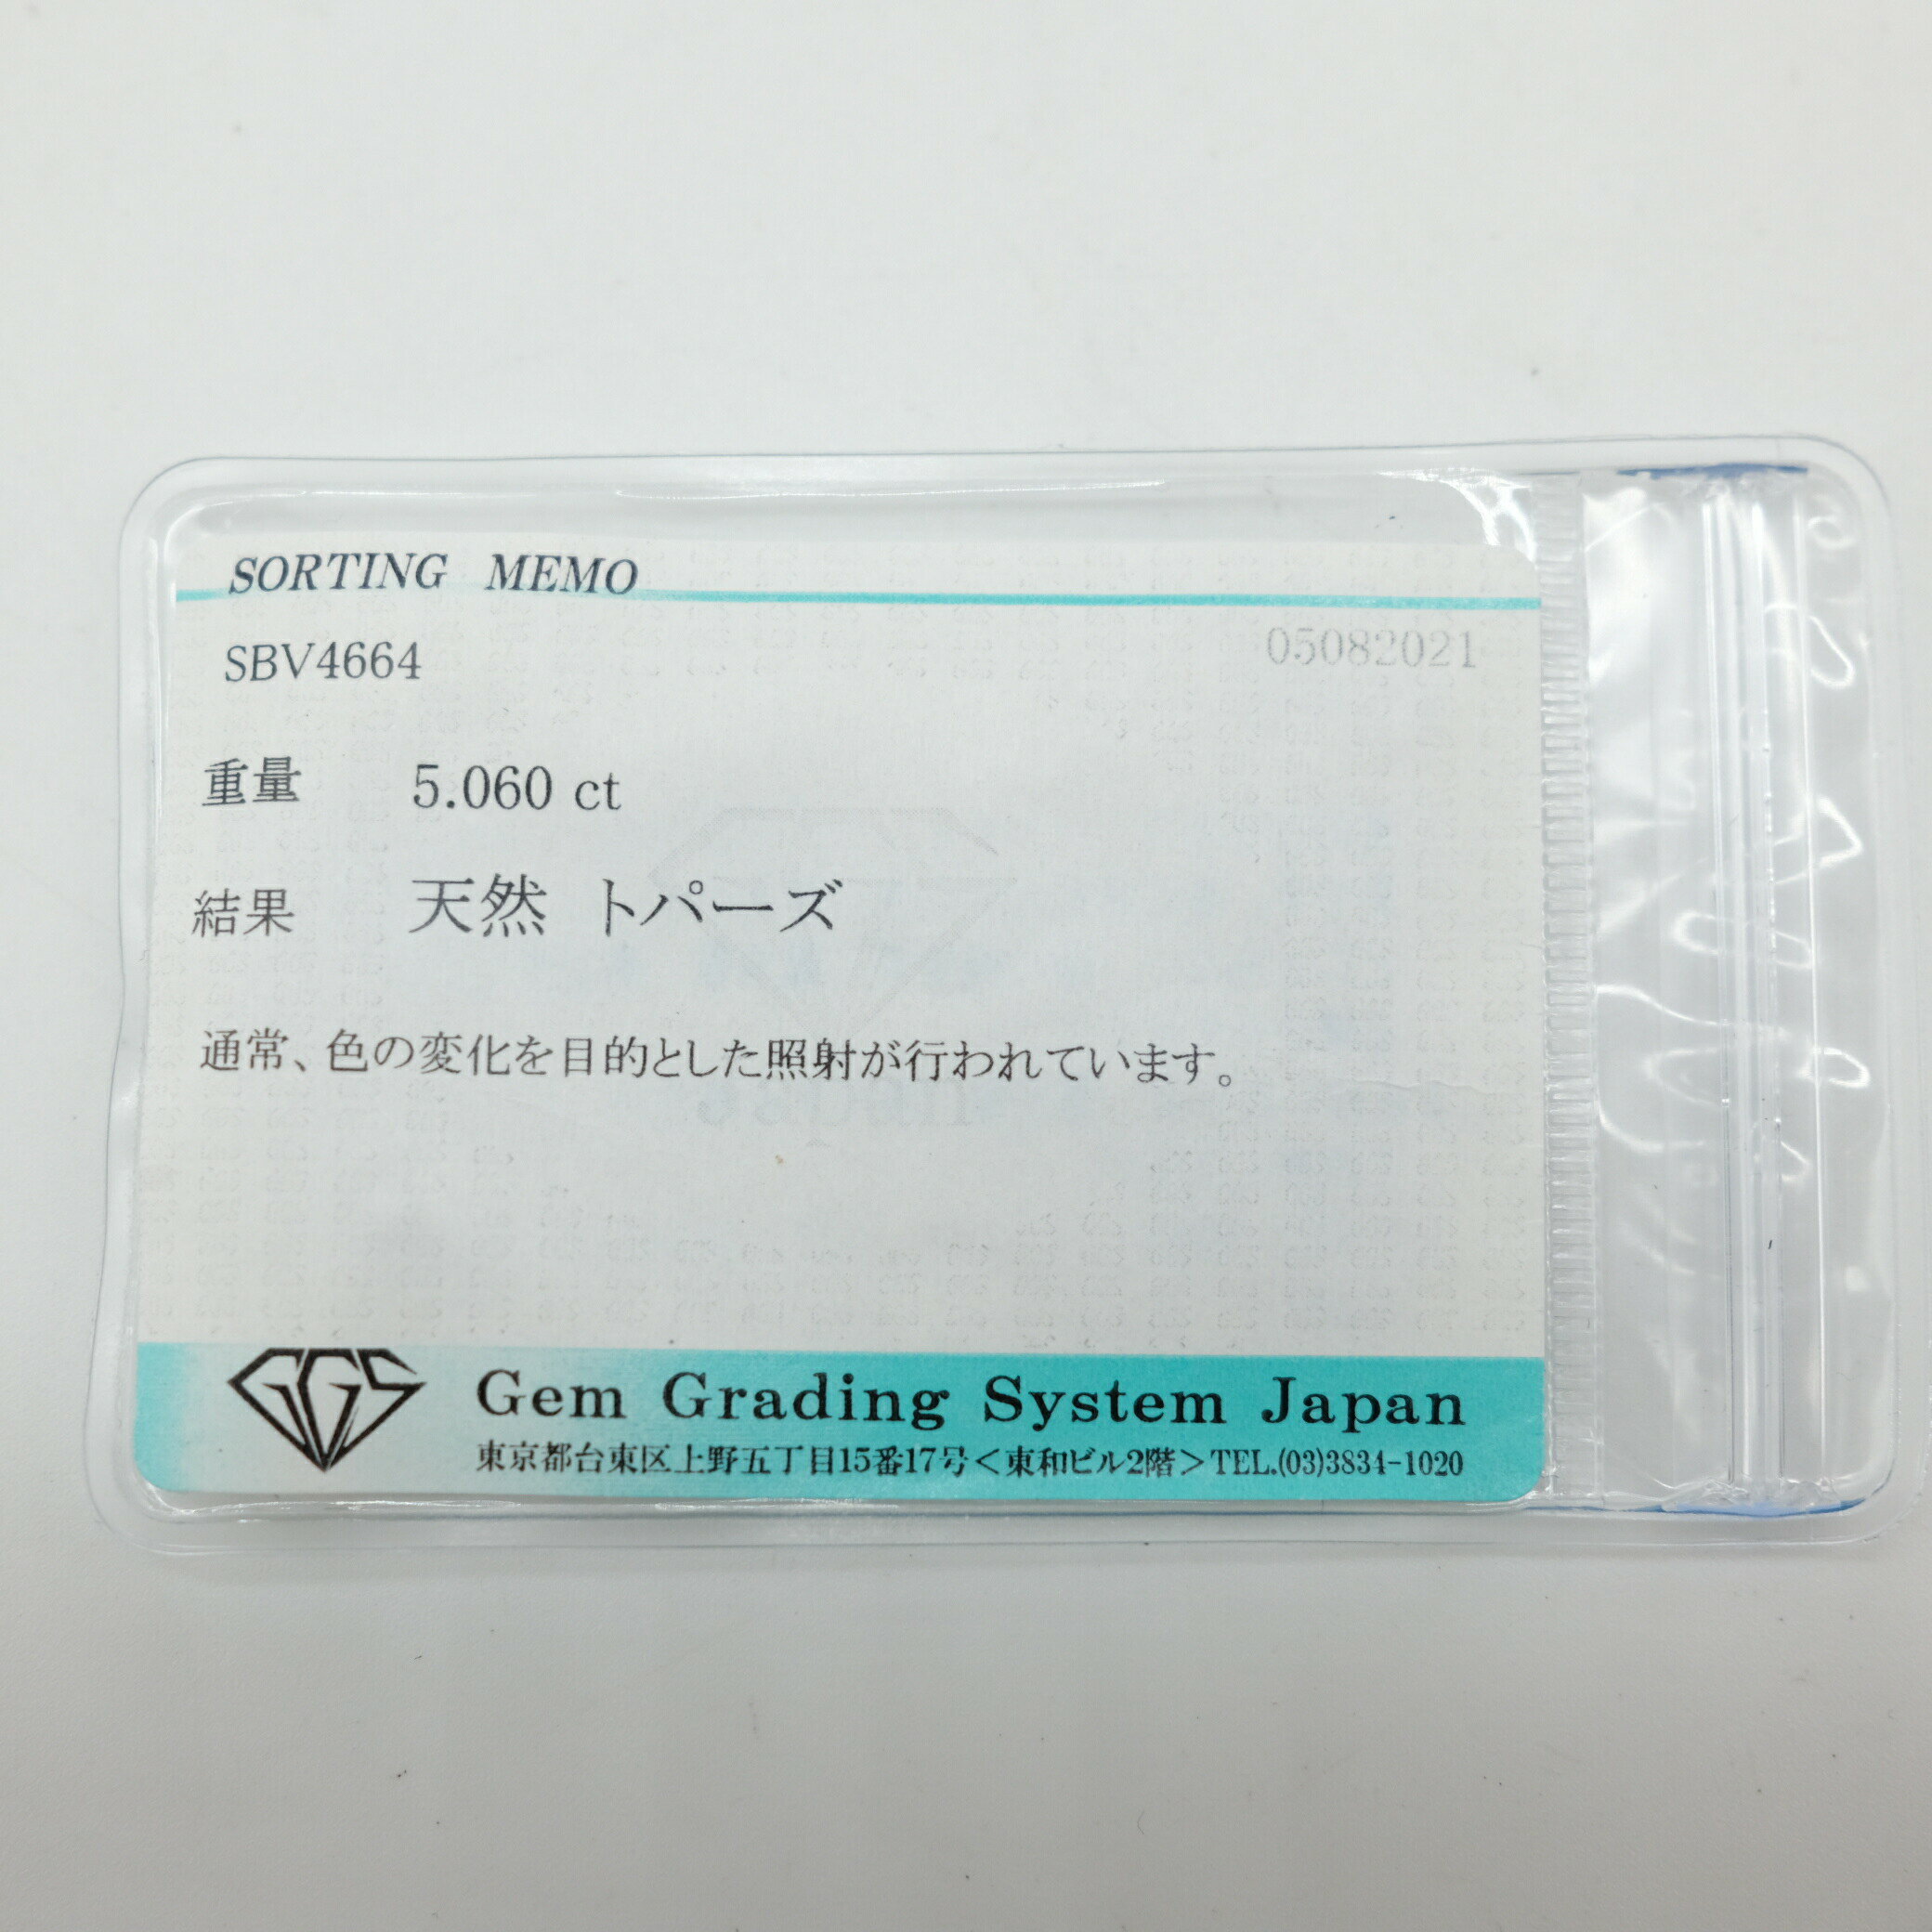 SORTING MEMO
SBV4664 05082021
重量 5.060 ct
結果 天然 トパーズ
通常、色の変化を目的とした照射が行われています。
GGS Gem Grading System Japan
東京都台東区上野五丁目15番17号<東和ビル2階>TEL.(03)3834-1020